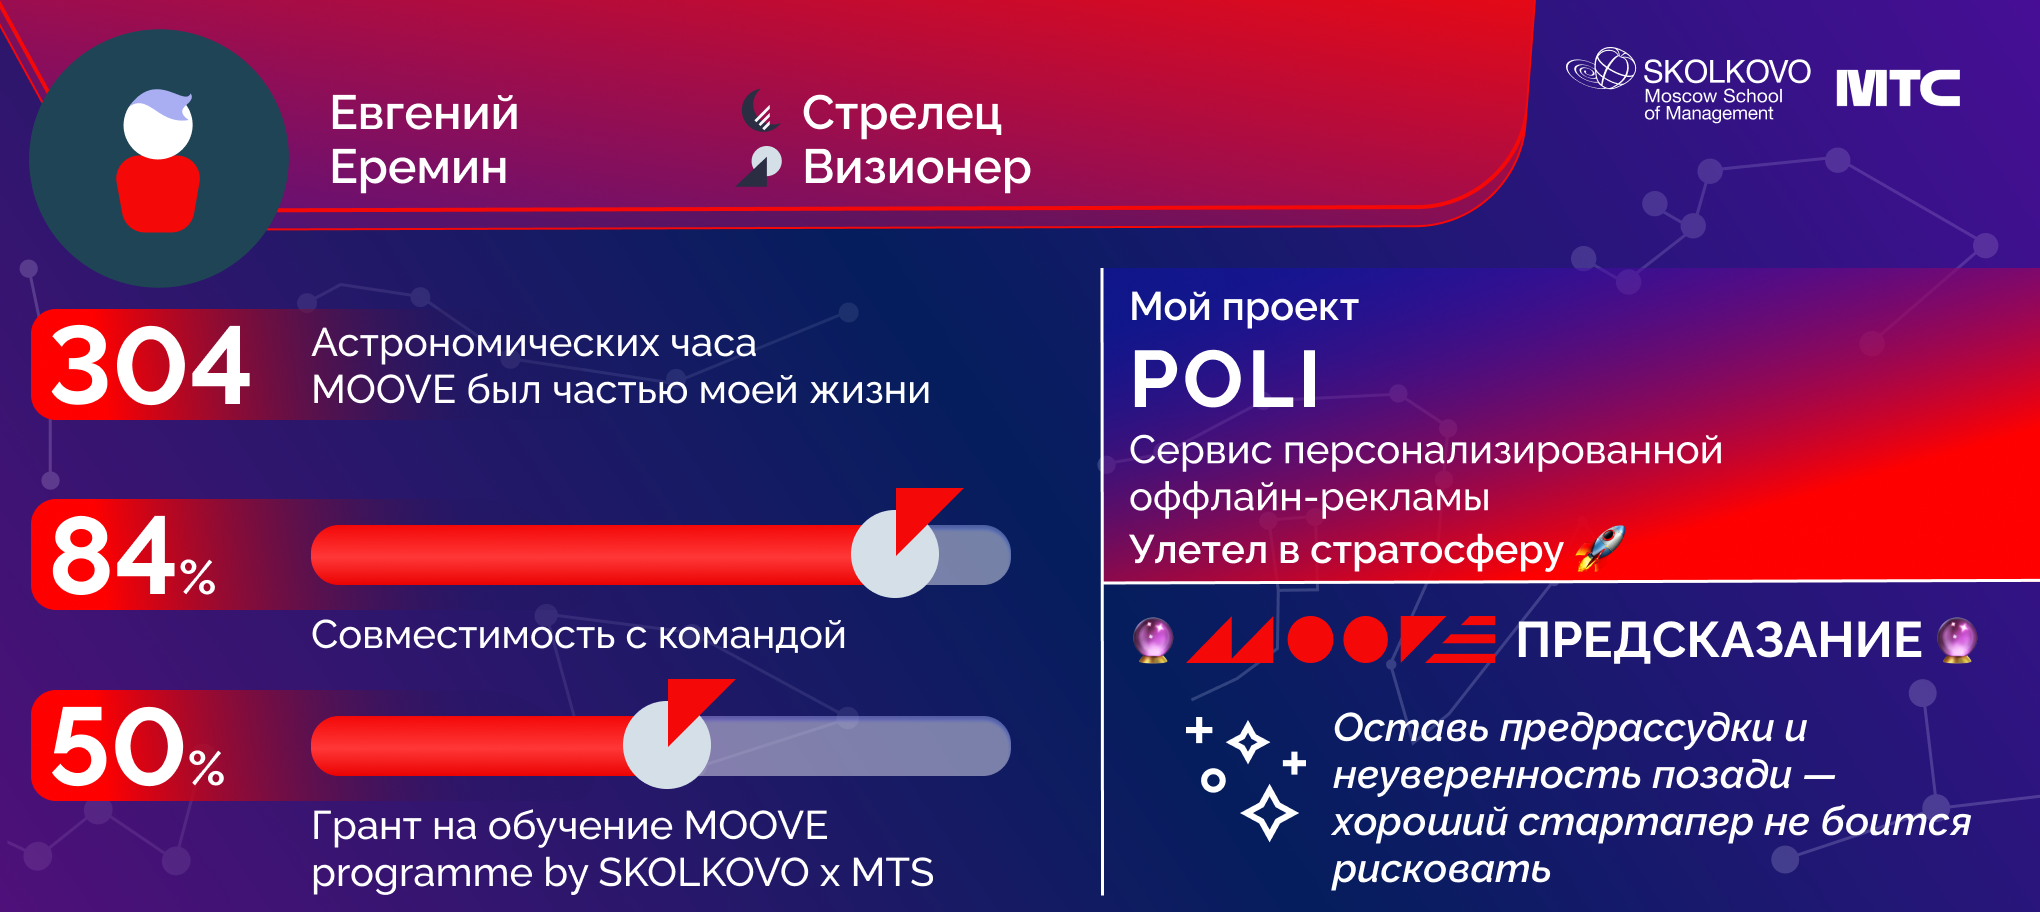 Евгений
Еремин
Стрелец
Визионер
SKOLKOVO
Moscow School
of Management
МТС
304
Астрономических часа
MOOVE был частью моей жизни
84%
Совместимость с командой
50%
Грант на обучение MOOVE
programme by SKOLKOVO x MTS
Мой проект
POLI
Сервис персонализированной
оффлайн-рекламы
Улетел в стратосферу 🚀
🔮 MOOVE ПРЕДСКАЗАНИЕ 🔮
Оставь предрассудки и
неуверенность позади —
хороший стартапер не боится
рисковать